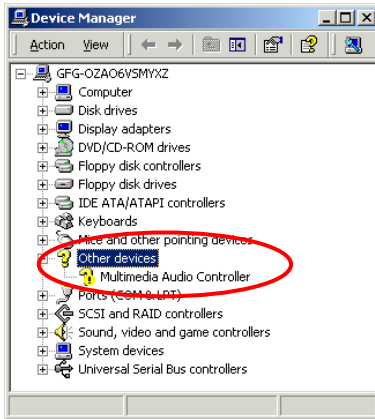 Device Manager
Action View
GFG-OZAO6VSMYXZ
Computer
Disk drives
Display adapters
DVD/CD-ROM drives
Floppy disk controllers
Floppy disk drives
IDE ATA/ATAPI controllers
Keyboards
Mice and other pointing devices
Other devices
Multimedia Audio Controller
Ports (COM & LPT)
SCSI and RAID controllers
Sound, video and game controllers
System devices
Universal Serial Bus controllers